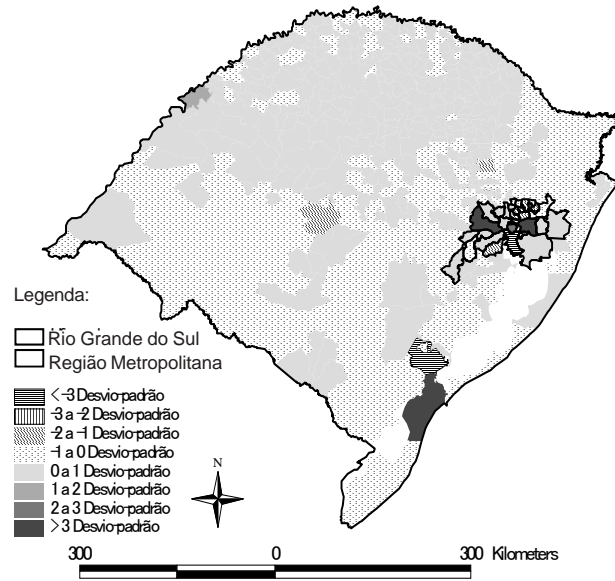 Legenda:
Rio Grande do Sul
Região Metropolitana
<-3 Desvio-padrão
-3 a -2 Desvio-padrão
-2 a -1 Desvio-padrão
-1 a 0 Desvio-padrão
0 a 1 Desvio-padrão
1 a 2 Desvio-padrão
2 a 3 Desvio-padrão
>3 Desvio-padrão
N
300 0 300 Kilometers